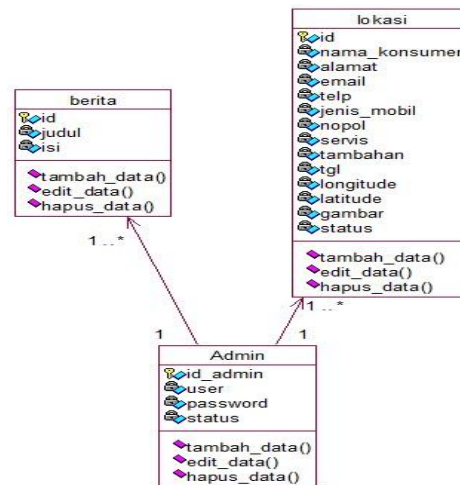 lokasi
id
nama_konsumen
alamat
email
telp
jenis_mobil
nopol
servis
tambahan
tgl
longitude
latitude
gambar
status
tambah_data()
edit_data()
hapus_data()
berita
id
judul
isi
tambah_data()
edit_data()
hapus_data()
1..*
1..*
1
1
Admin
id_admin
user
password
status
tambah_data()
edit_data()
hapus_data()